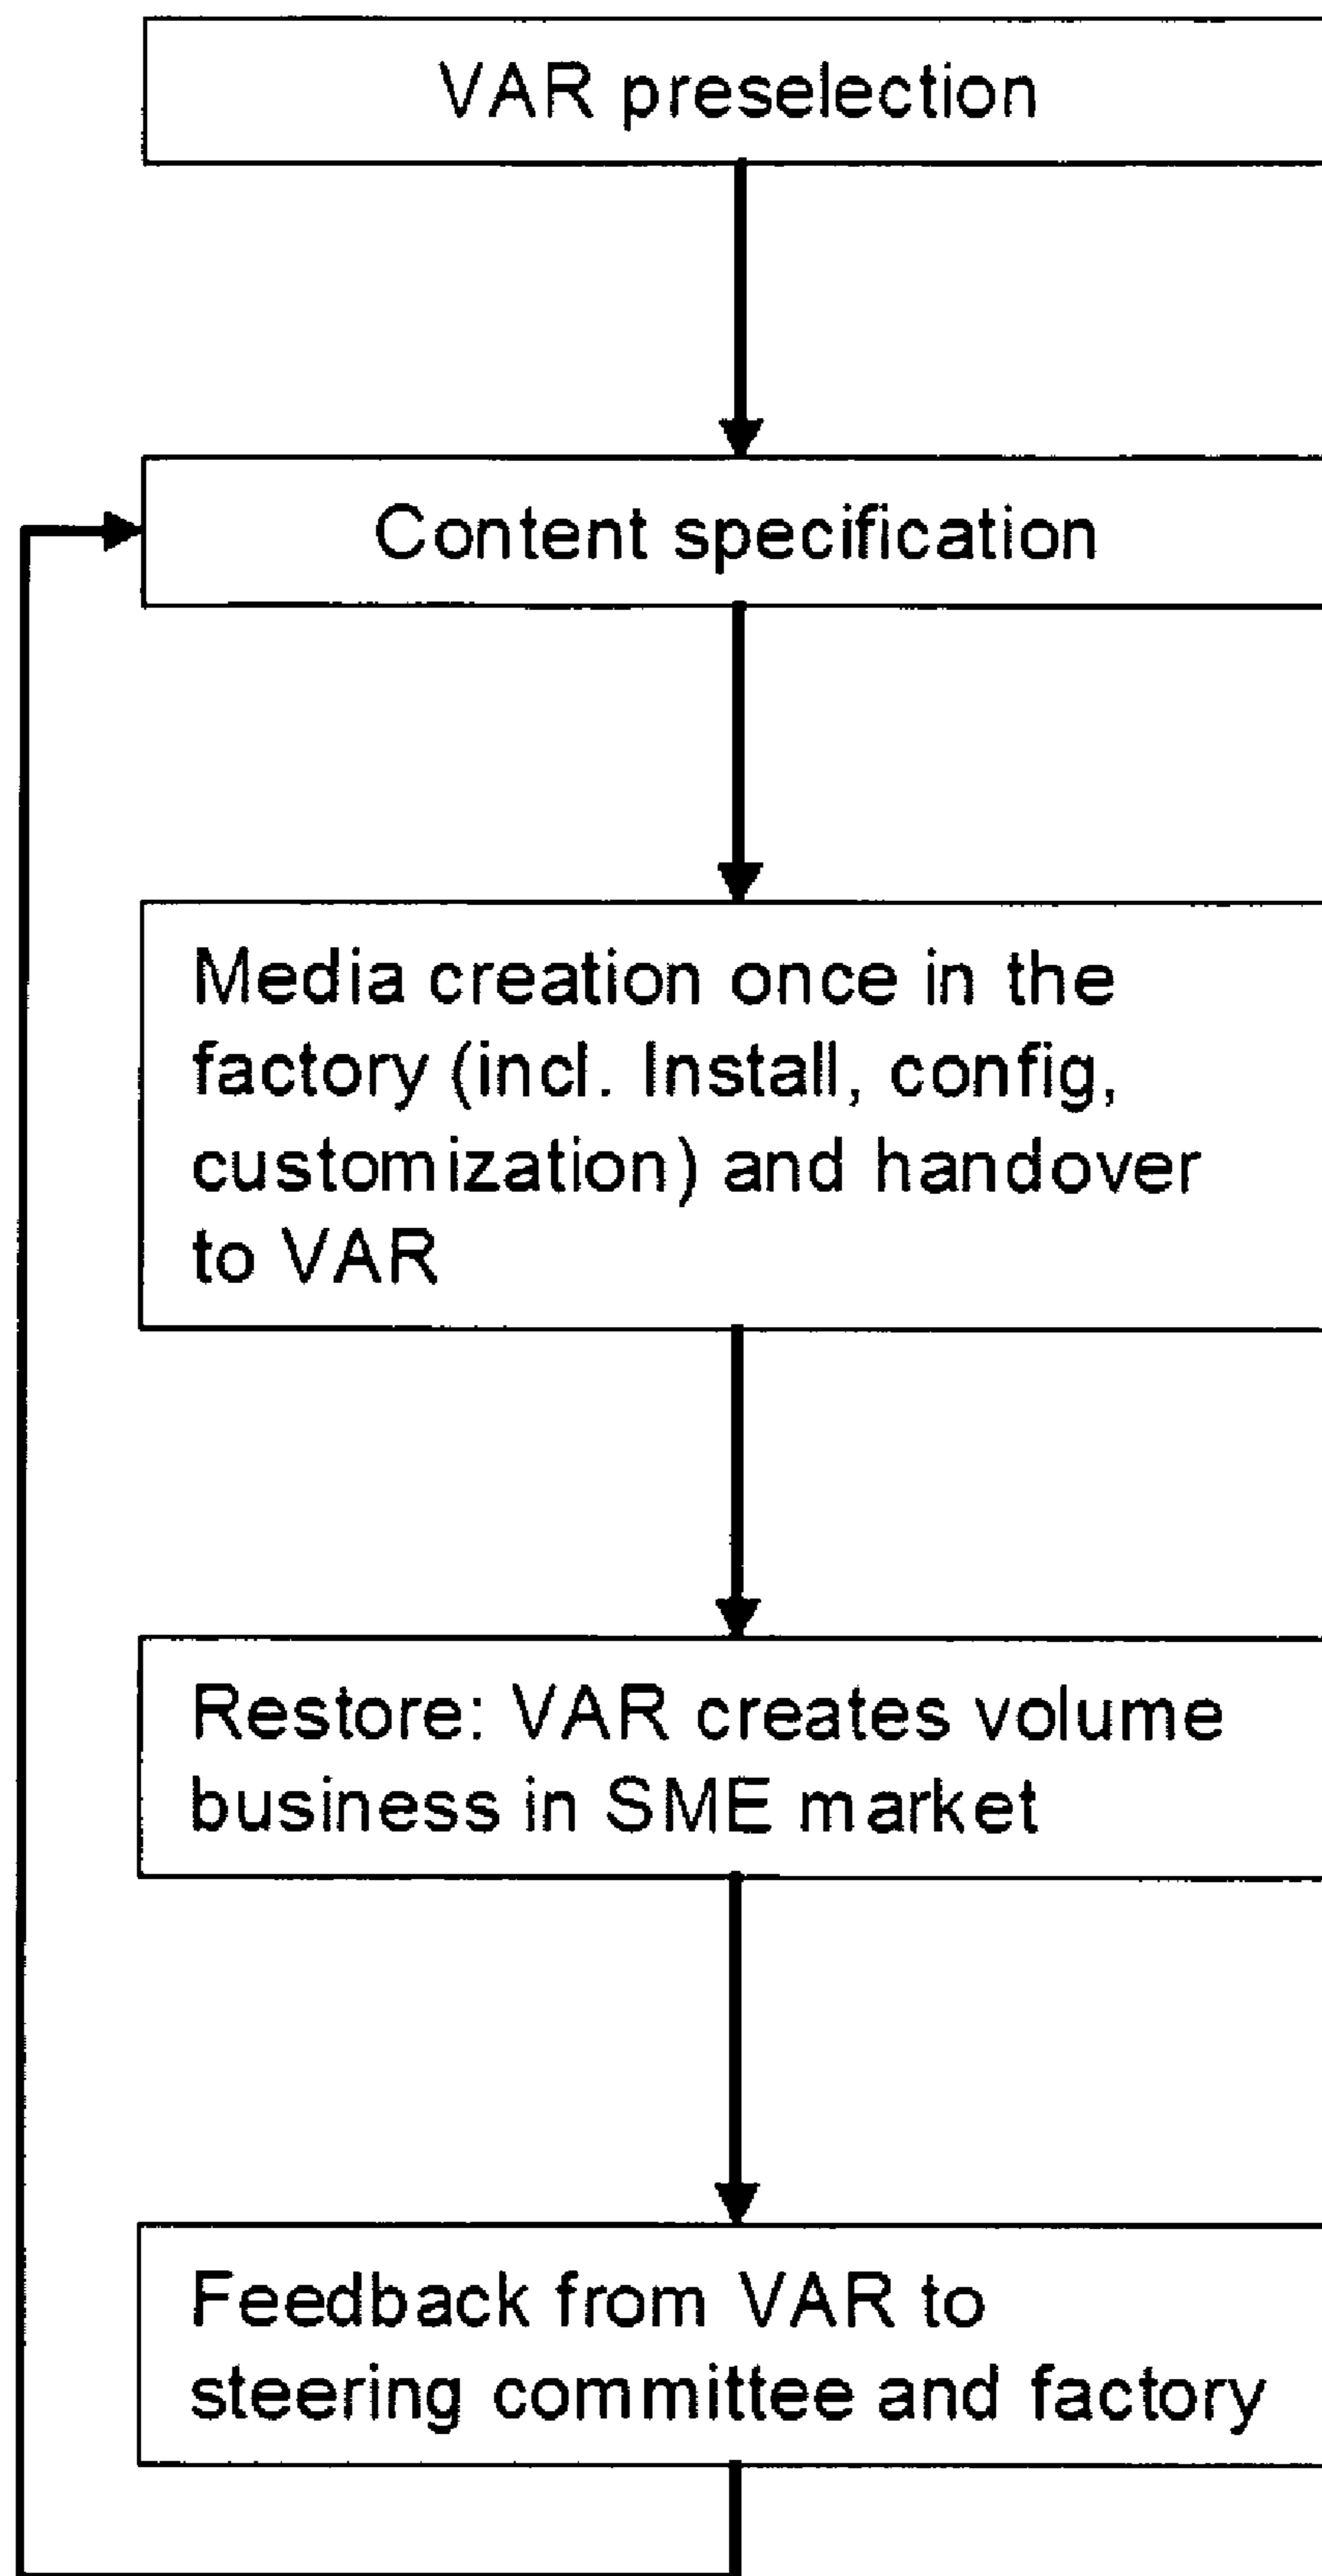 VAR preselection
Content specification
Media creation once in the
factory (incl. Install, config,
customization) and handover
to VAR
Restore: VAR creates volume
business in SME market
Feedback from VAR to
steering committee and factory